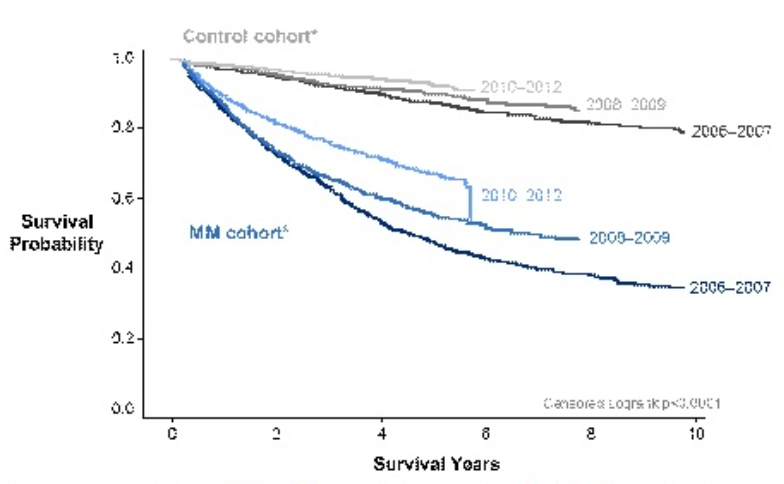 Control cohort*
1.0
2010–2012
2008–2009
0.8
2006–2007
0.6
2010–2012
Survival
Probability
MM cohort*
2008–2009
0.4
2006–2007
0.2
Censored Logrank p<0.0001
0.0
0 2 4 6 8 10
Survival Years